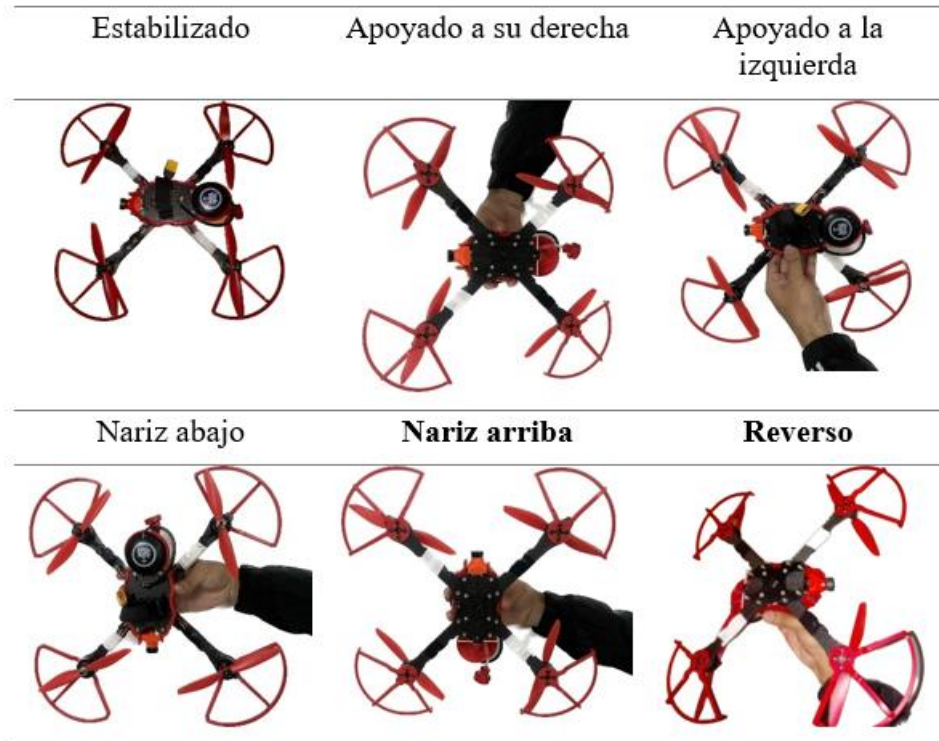 Estabilizado
Apoyado a su derecha
Apoyado a la
izquierda
Nariz abajo
Nariz arriba
Reverso